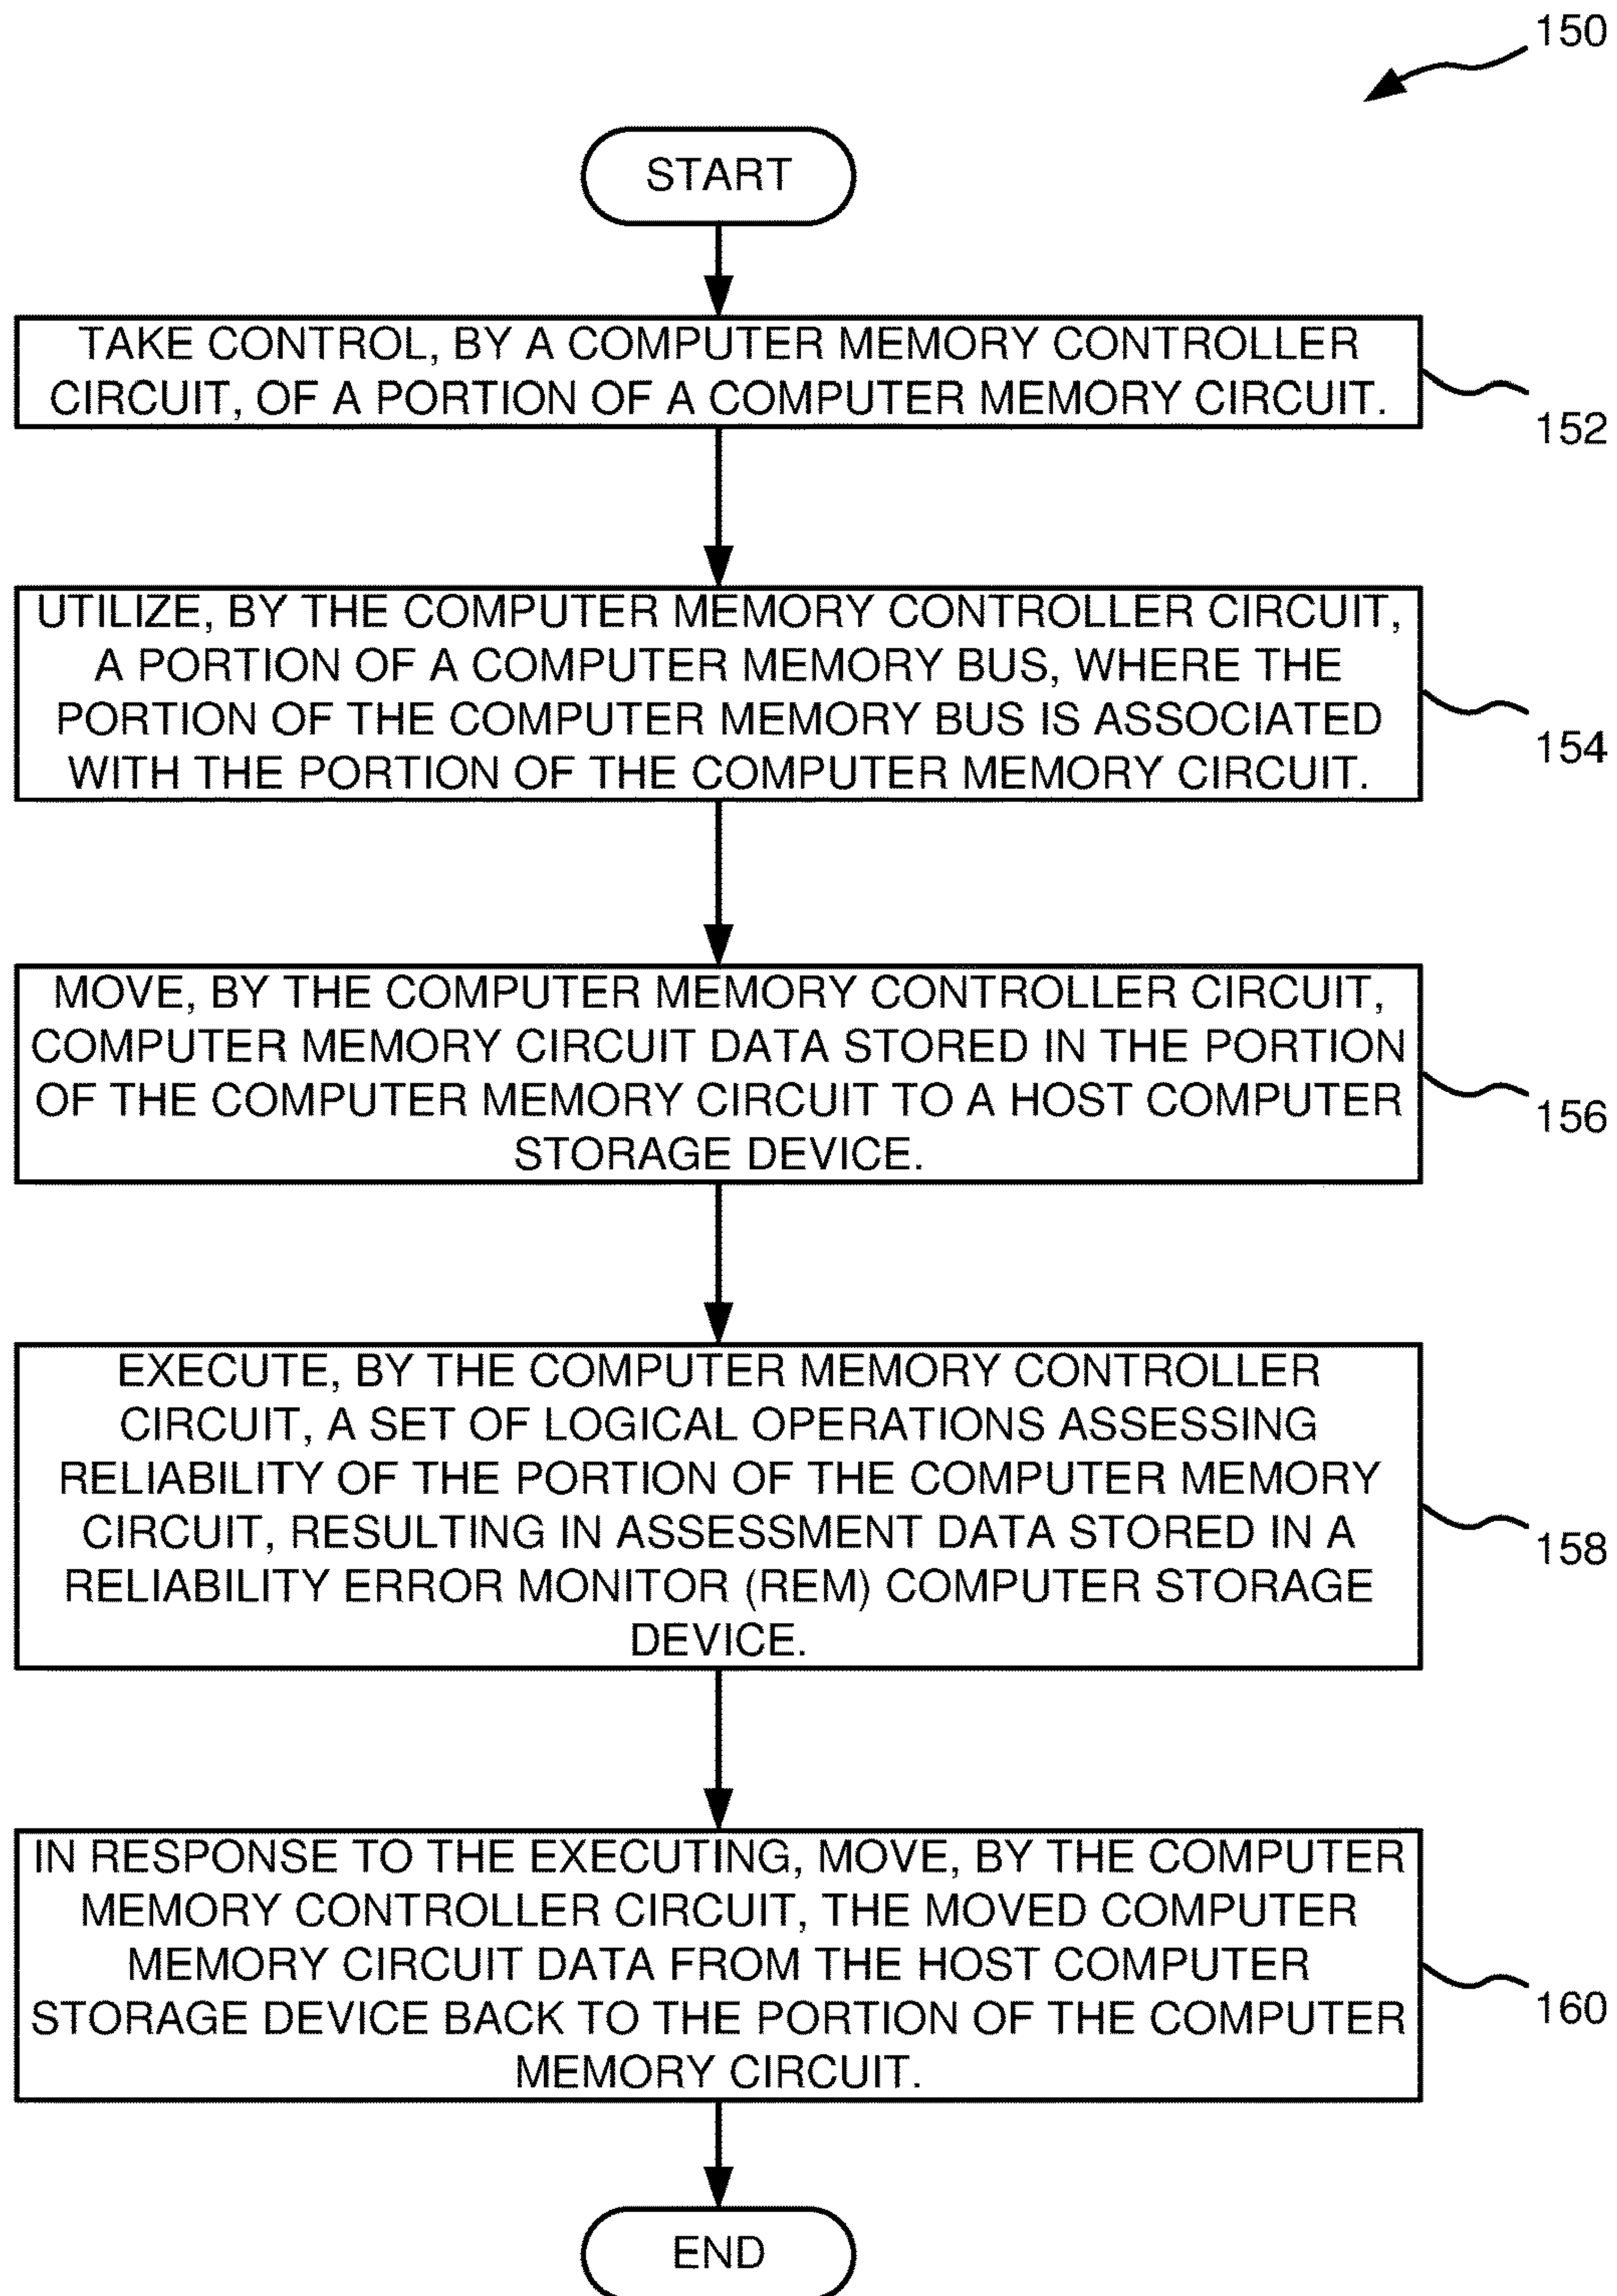 150
START
TAKE CONTROL, BY A COMPUTER MEMORY CONTROLLER
CIRCUIT, OF A PORTION OF A COMPUTER MEMORY CIRCUIT.
152
UTILIZE, BY THE COMPUTER MEMORY CONTROLLER CIRCUIT,
A PORTION OF A COMPUTER MEMORY BUS, WHERE THE
PORTION OF THE COMPUTER MEMORY BUS IS ASSOCIATED
WITH THE PORTION OF THE COMPUTER MEMORY CIRCUIT.
154
MOVE, BY THE COMPUTER MEMORY CONTROLLER CIRCUIT,
COMPUTER MEMORY CIRCUIT DATA STORED IN THE PORTION
OF THE COMPUTER MEMORY CIRCUIT TO A HOST COMPUTER
STORAGE DEVICE.
156
EXECUTE, BY THE COMPUTER MEMORY CONTROLLER
CIRCUIT, A SET OF LOGICAL OPERATIONS ASSESSING
RELIABILITY OF THE PORTION OF THE COMPUTER MEMORY
CIRCUIT, RESULTING IN ASSESSMENT DATA STORED IN A
RELIABILITY ERROR MONITOR (REM) COMPUTER STORAGE
DEVICE.
158
IN RESPONSE TO THE EXECUTING, MOVE, BY THE COMPUTER
MEMORY CONTROLLER CIRCUIT, THE MOVED COMPUTER
MEMORY CIRCUIT DATA FROM THE HOST COMPUTER
STORAGE DEVICE BACK TO THE PORTION OF THE COMPUTER
MEMORY CIRCUIT.
160
END